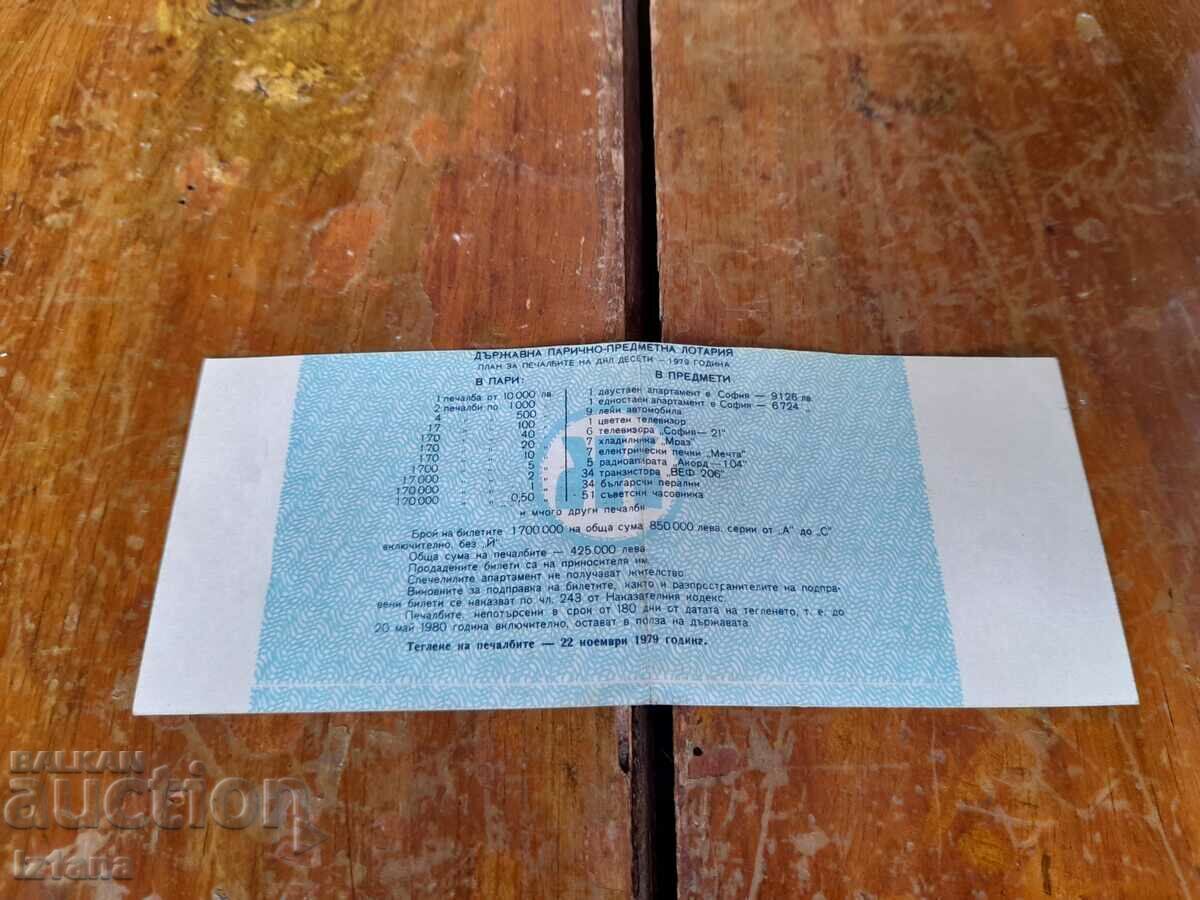 ДЪРЖАВНА ПАРИЧНО-ПРЕДМЕТНА ЛОТАРИЯ
ПЛАН ЗА ПЕЧАЛБИТЕ НА ДЯЛ ДЕСЕТИ — 1979 ГОДИНА
В ПАРИ:
1 печалба от 10 000 лв
2 печалби по 1 000 „
4 „ „ 500 „
17 „ „ 100 „
170 „ „ 40 „
170 „ „ 20 „
170 „ „ 10 „
1700 „ „ 5 „
17 000 „ „ 2 „
170 000 „ „ 1 „
170 000 „ „ 0,50 „
В ПРЕДМЕТИ
1 двустаен апартамент в София — 9126 лв.
1 едностаен апартамент в София — 6724 „
9 леки автомобила
1 цветен телевизор
6 телевизора „София — 21"
7 хладилника „Мраз"
7 електрически печки „Мечта"
5 радиоапарата „Акорд — 104"
34 транзистора „ВЕФ 206"
34 български перални
51 съветски часовника
и много други печалби
Брой на билетите 1 700 000 на обща сума 850 000 лева, серии от „А" до „С"
включително, без „Й".
Обща сума на печалбите — 425 000 лева
Продадените билети са на приносителя им.
Спечелилите апартамент не получават жителство.
Виновните за подправка на билетите, както и разпространителите на подпра-
вени билети се наказват по чл. 243 от Наказателния кодекс.
Печалбите, непотърсени в срок от 180 дни от датата на тегленето, т. е. до
20 май 1980 година включително, остават в полза на държавата.
Теглене на печалбите — 22 ноември 1979 година.
BALKAN
auction
iztana